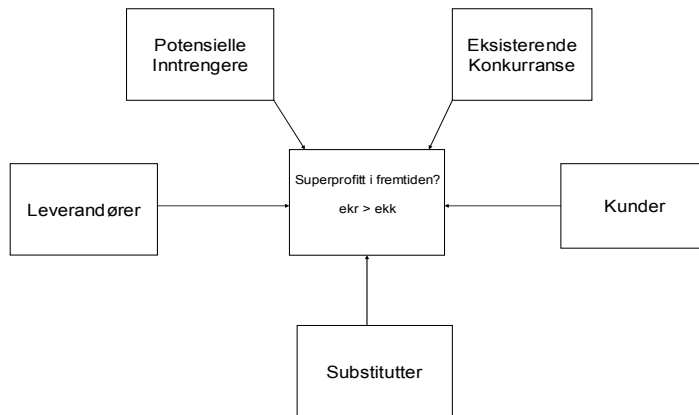 Potensielle
Inntrengere
Eksisterende
Konkurranse
Superprofitt i fremtiden?
ekr > ekk
Leverandører
Kunder
Substitutter